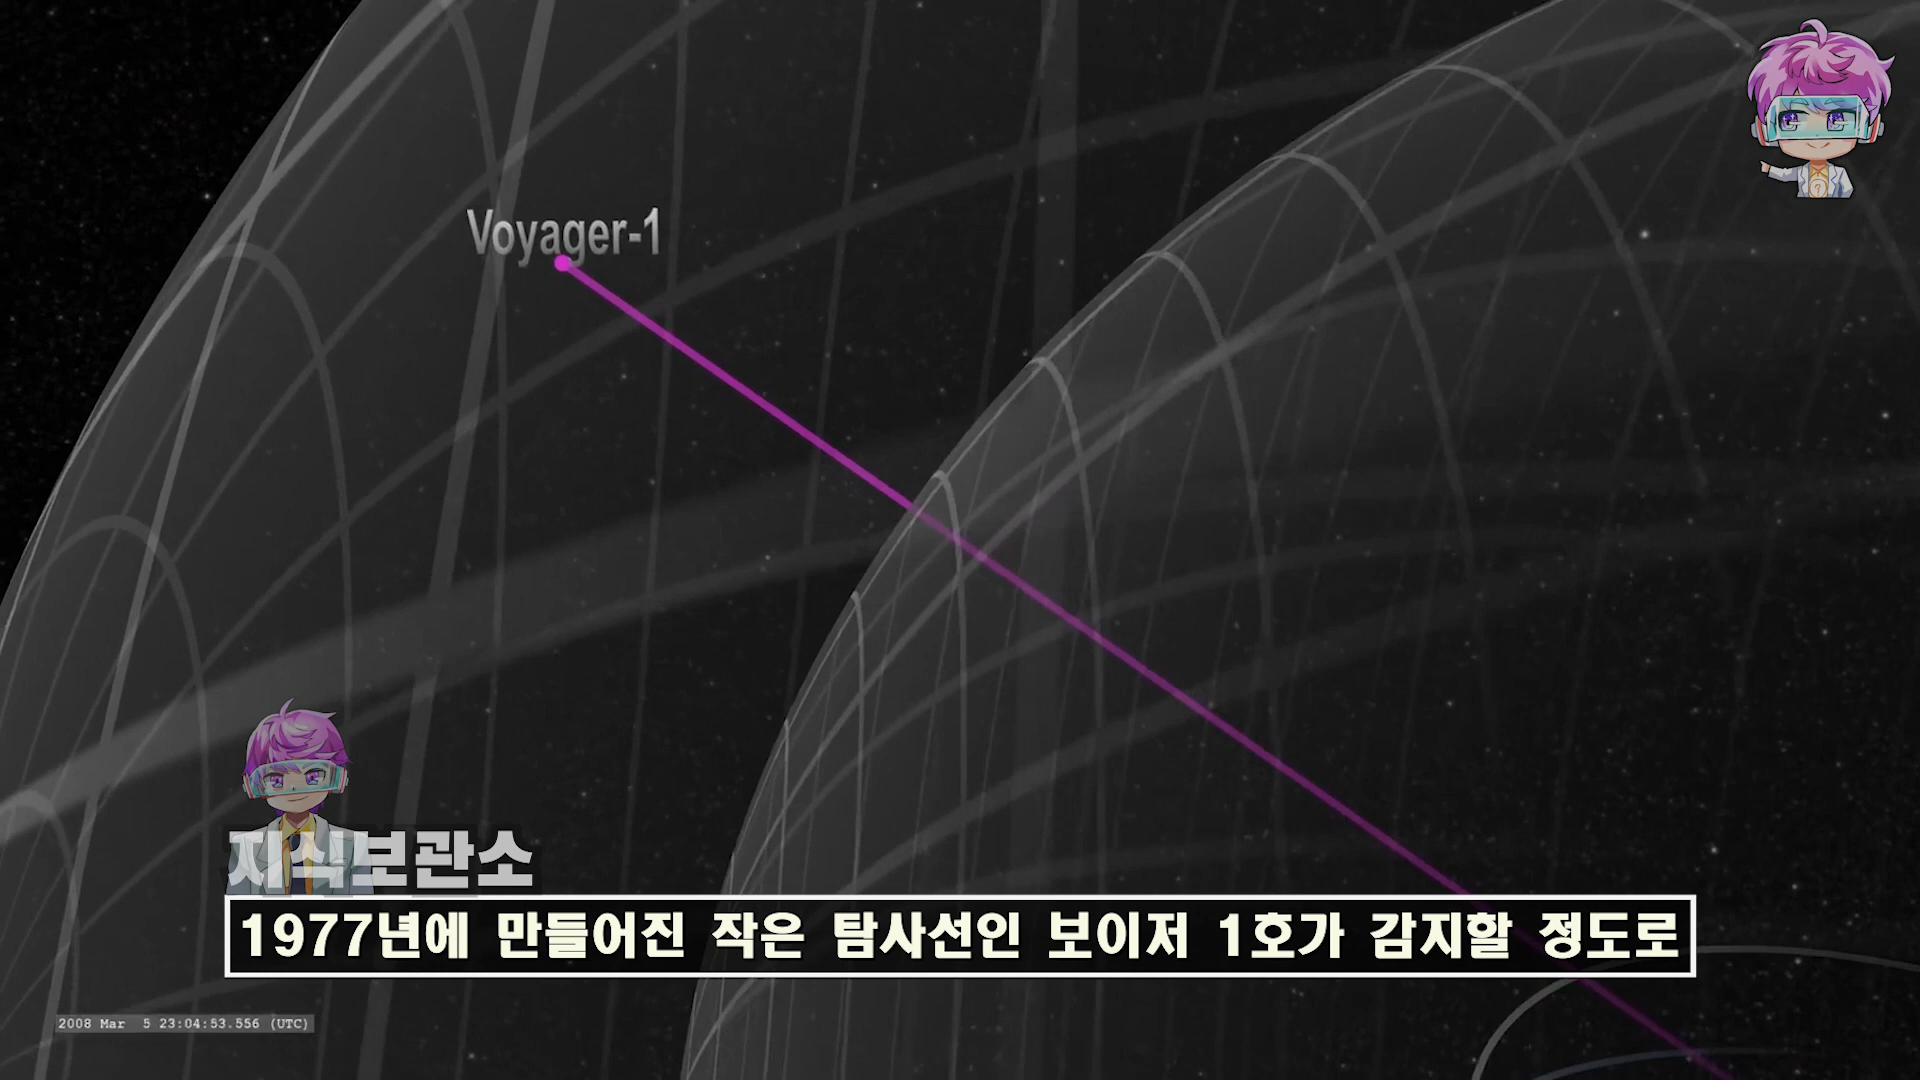 Voyager-1
지식보관소
1977년에 만들어진 작은 탐사선인 보이저 1호가 감지할 정도로
2008 Mar  5 23:04:53.556 (UTC)